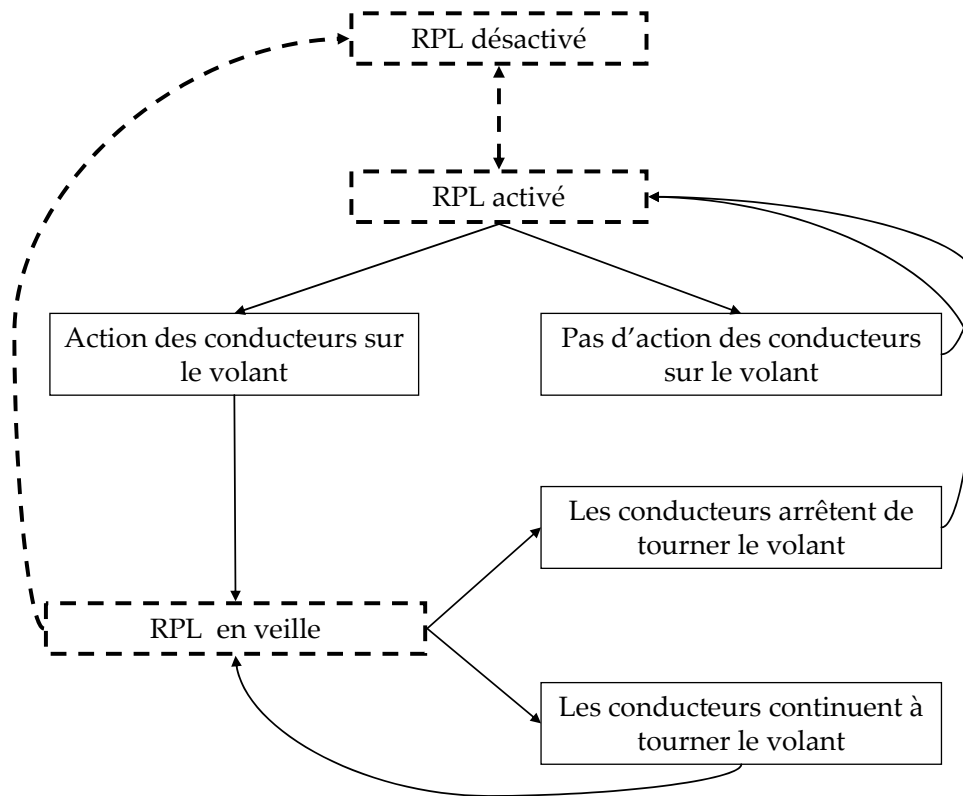 RPL désactivé
RPL activé
Action des conducteurs sur
le volant
Pas d'action des conducteurs
sur le volant
Les conducteurs arrêtent de
tourner le volant
RPL en veille
Les conducteurs continuent à
tourner le volant